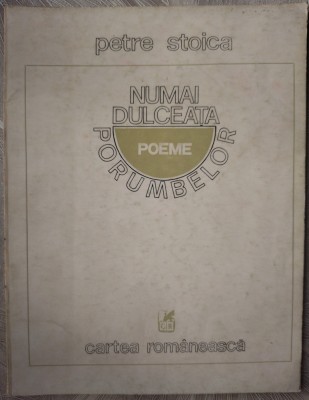 petre stoica
NUMAI
DULCEAȚA
POEME
PORUMBELOR
cartea românească